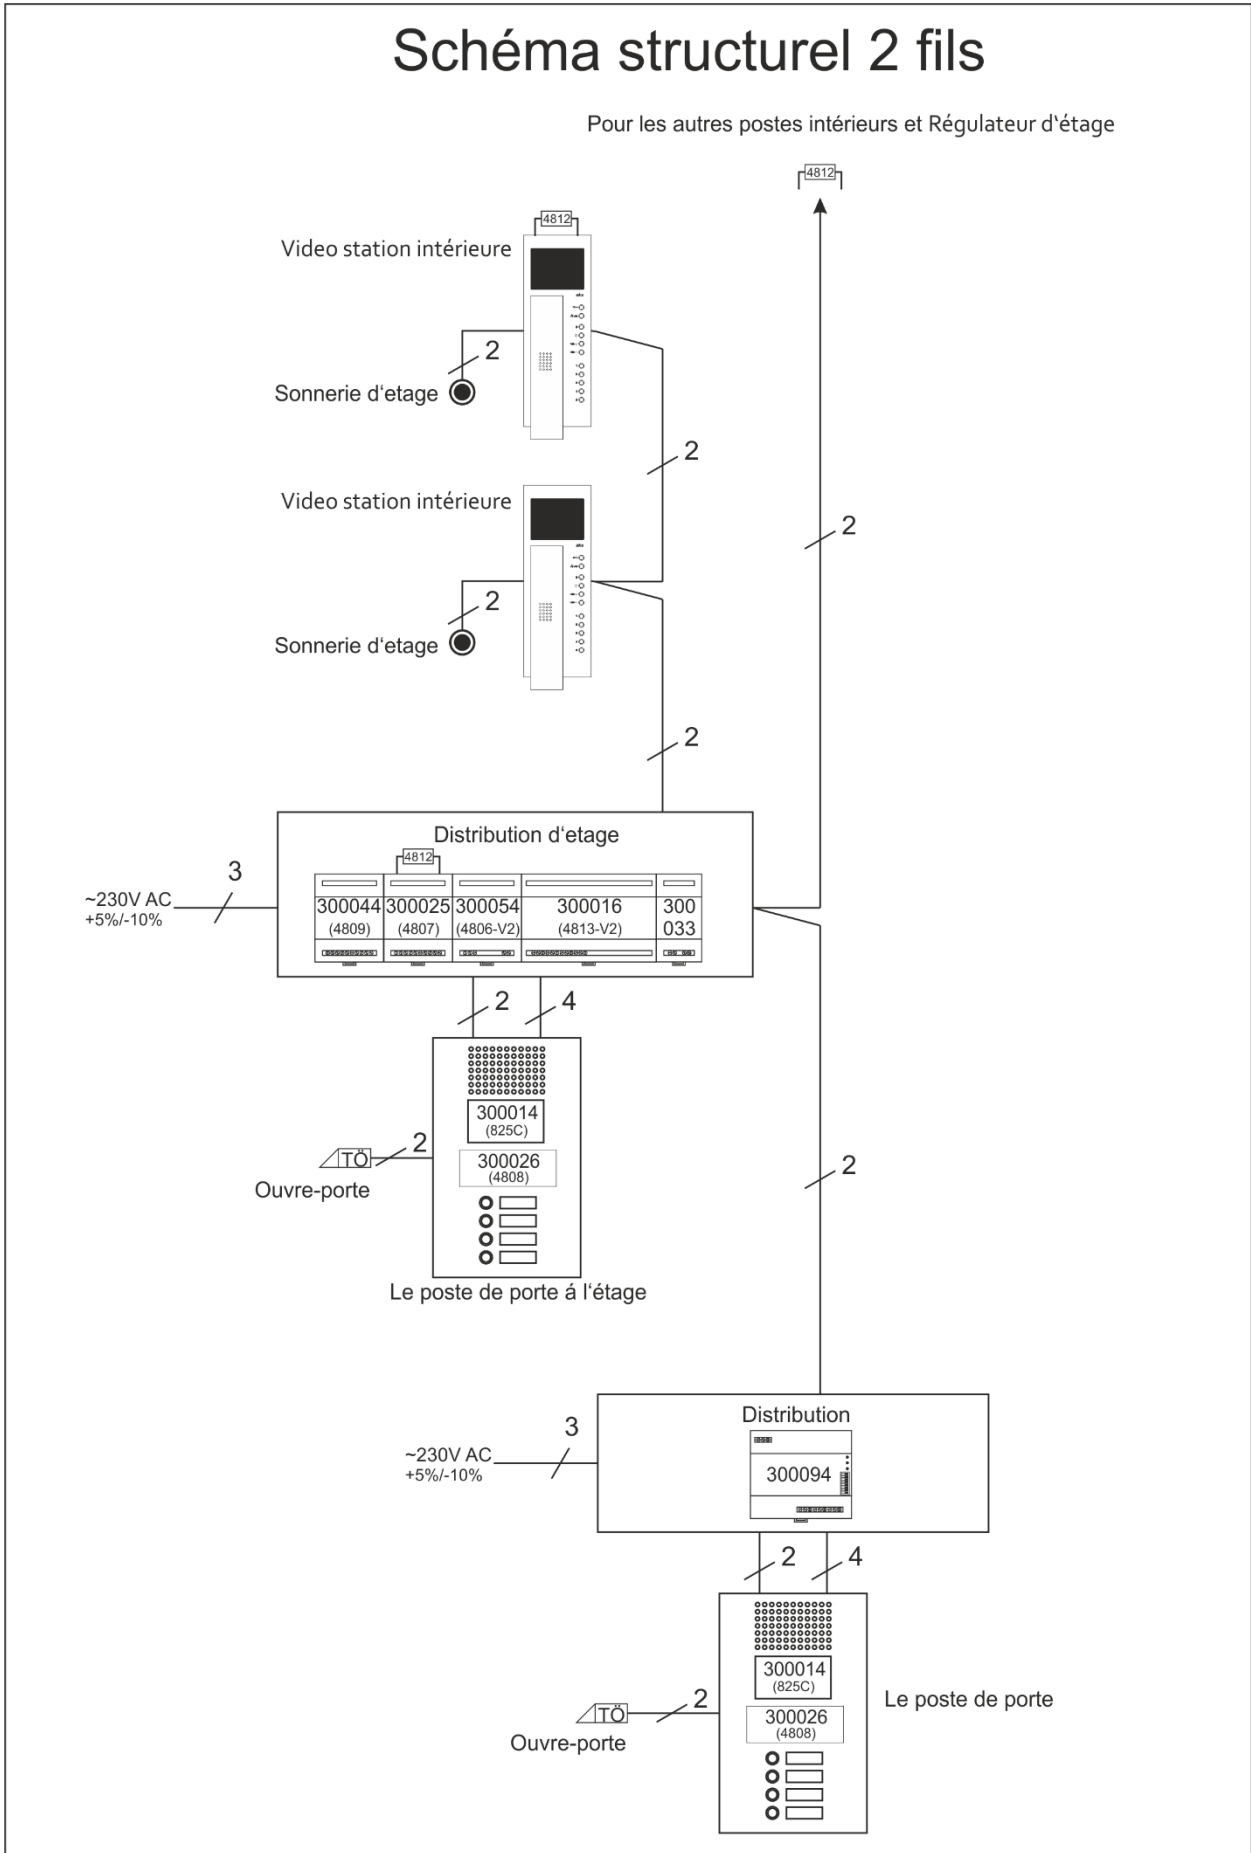 Schéma structurel 2 fils
Pour les autres postes intérieurs et Régulateur d'étage
4812
4812
Video station intérieure
2
Sonnerie d'etage
2
Video station intérieure
2
2
Sonnerie d'etage
2
Distribution d'etage
4812
3
~230V AC
+5%/-10%
300044 300025 300054 300016 300
(4809) (4807) (4806-V2) (4813-V2) 033
2 4
300014
(825C)
2
TÖ
300026
(4808)
Ouvre-porte
2
Le poste de porte á l'étage
Distribution
3
~230V AC
+5%/-10%
300094
2 4
300014
(825C)
Le poste de porte
2
TÖ
300026
(4808)
Ouvre-porte